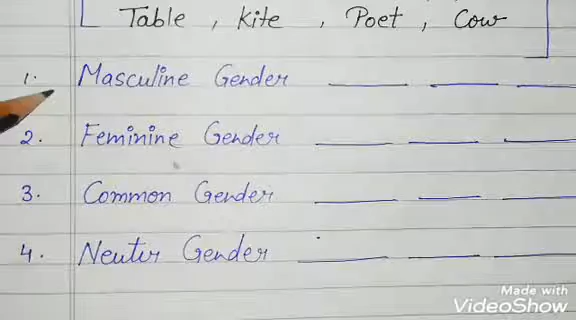 Table , Kite , Poet , Cow
1. Masculine Gender
2. Feminine Gender
3. Common Gender
4. Neuter Gender
Made with
VideoShow